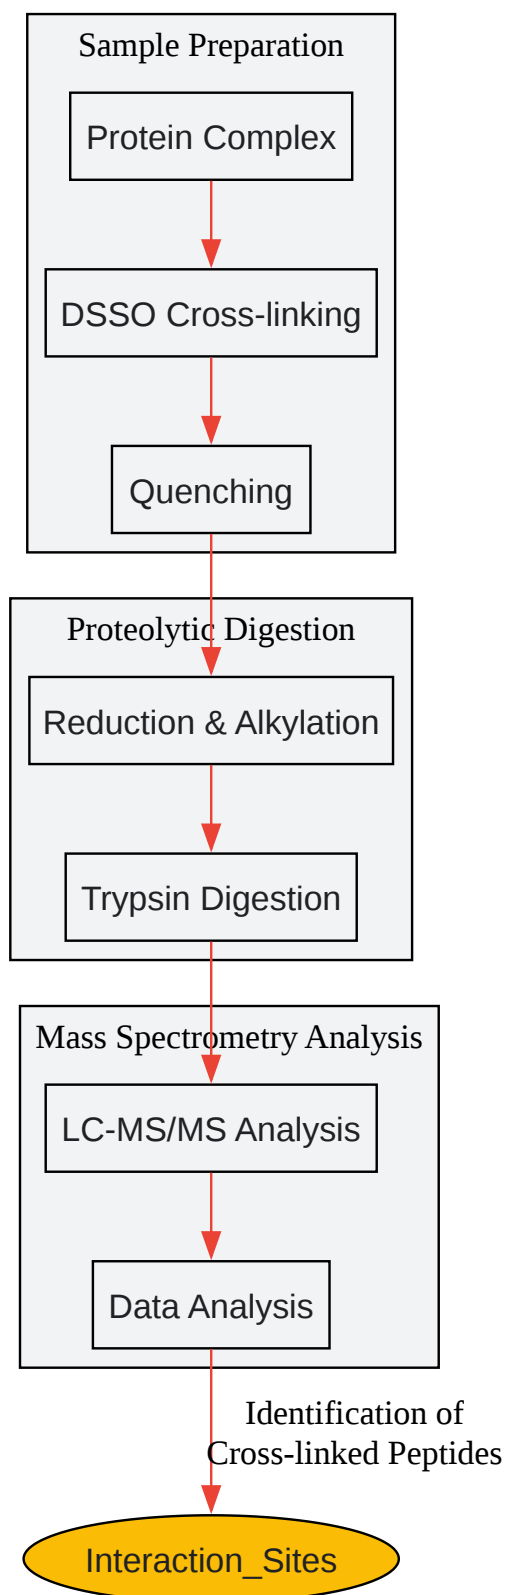 Sample Preparation
Protein Complex
DSSO Cross-linking
Quenching
Proteolytic Digestion
Reduction & Alkylation
Trypsin Digestion
Mass Spectrometry Analysis
LC-MS/MS Analysis
Data Analysis
Identification of
Cross-linked Peptides
Interaction_Sites